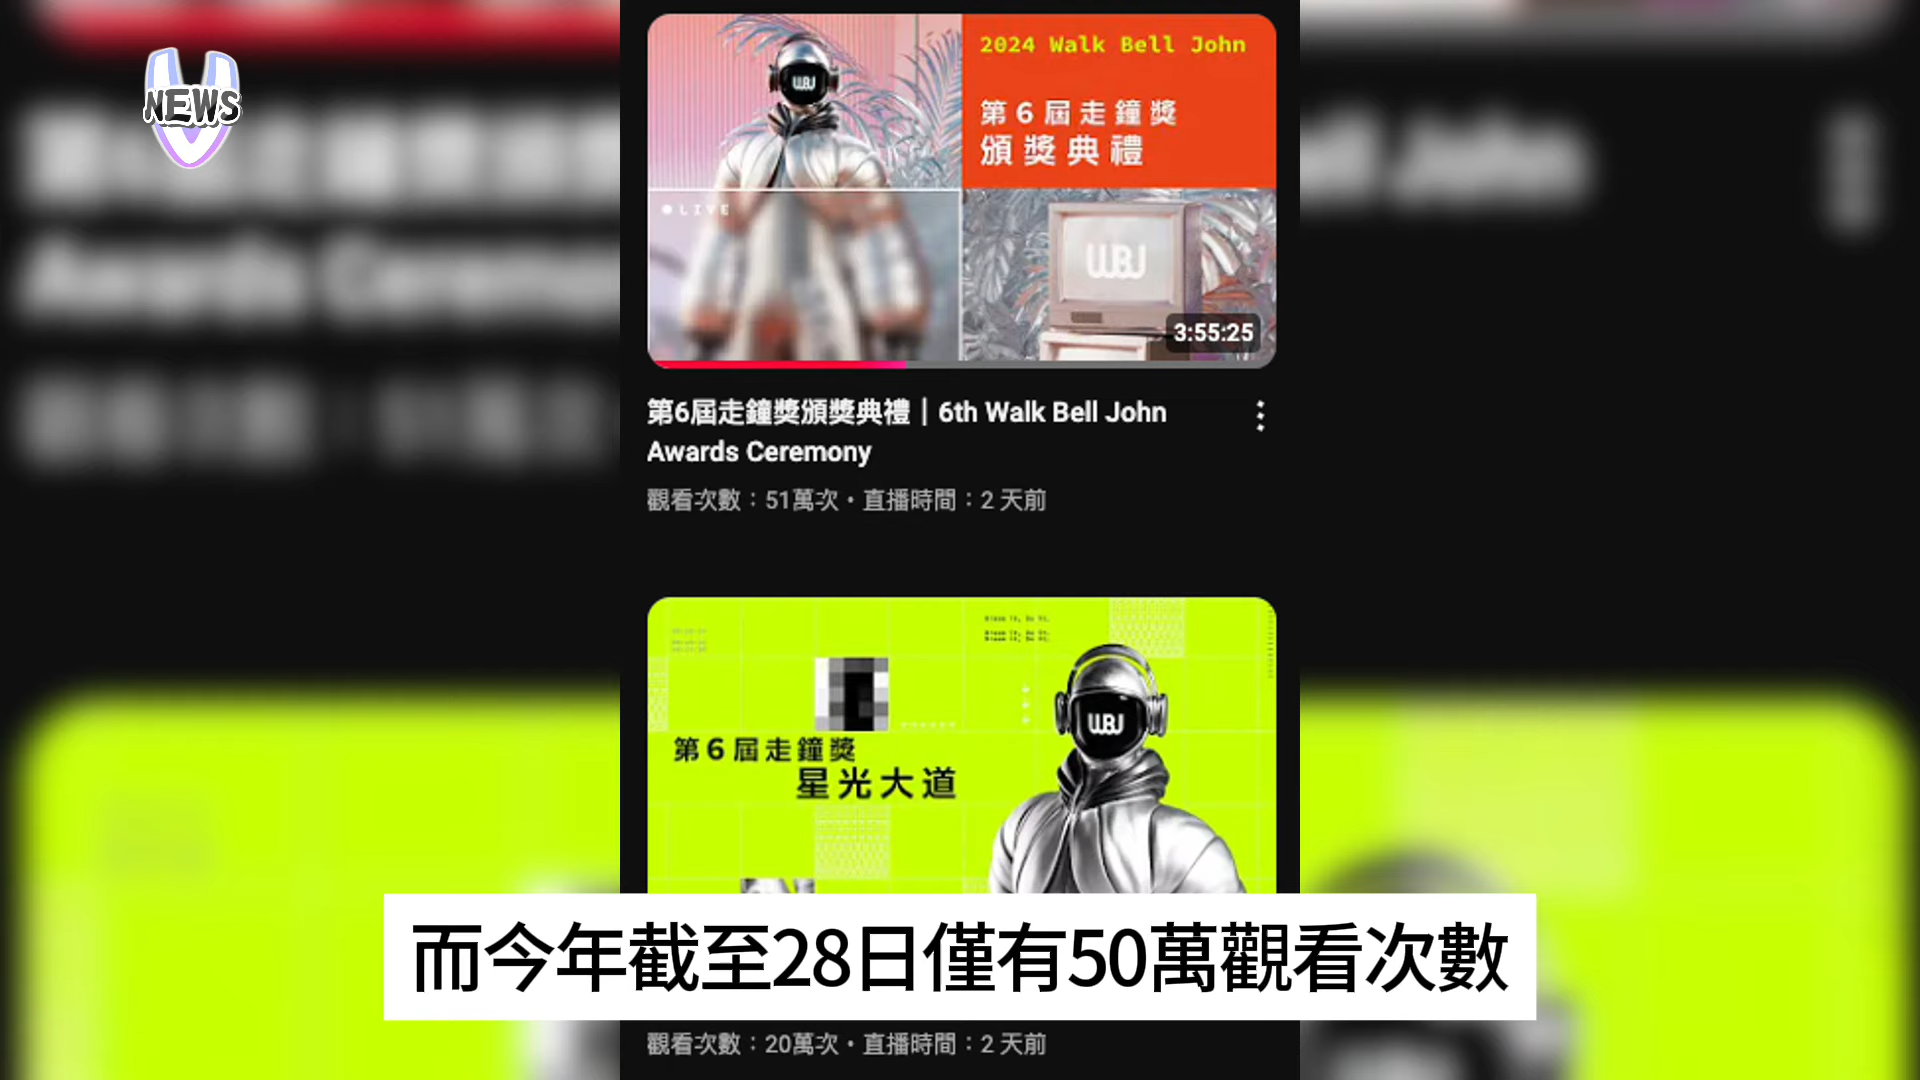 NEWS
2024 Walk Bell John
第6屆走鐘獎
頒獎典禮
LIVE
WBJ
WBJ
3:55:25
第6屆走鐘獎頒獎典禮｜6th Walk Bell John
Awards Ceremony
觀看次數：51萬次・直播時間：2 天前
WBJ
第6屆走鐘獎
星光大道
而今年截至28日僅有50萬觀看次數
觀看次數：20萬次・直播時間：2 天前